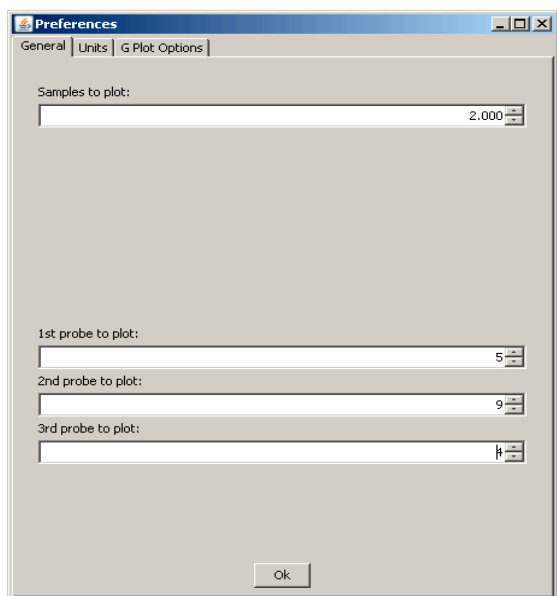 Preferences
General Units G Plot Options
Samples to plot:
2.000
1st probe to plot:
5
2nd probe to plot:
9
3rd probe to plot:
4
Ok